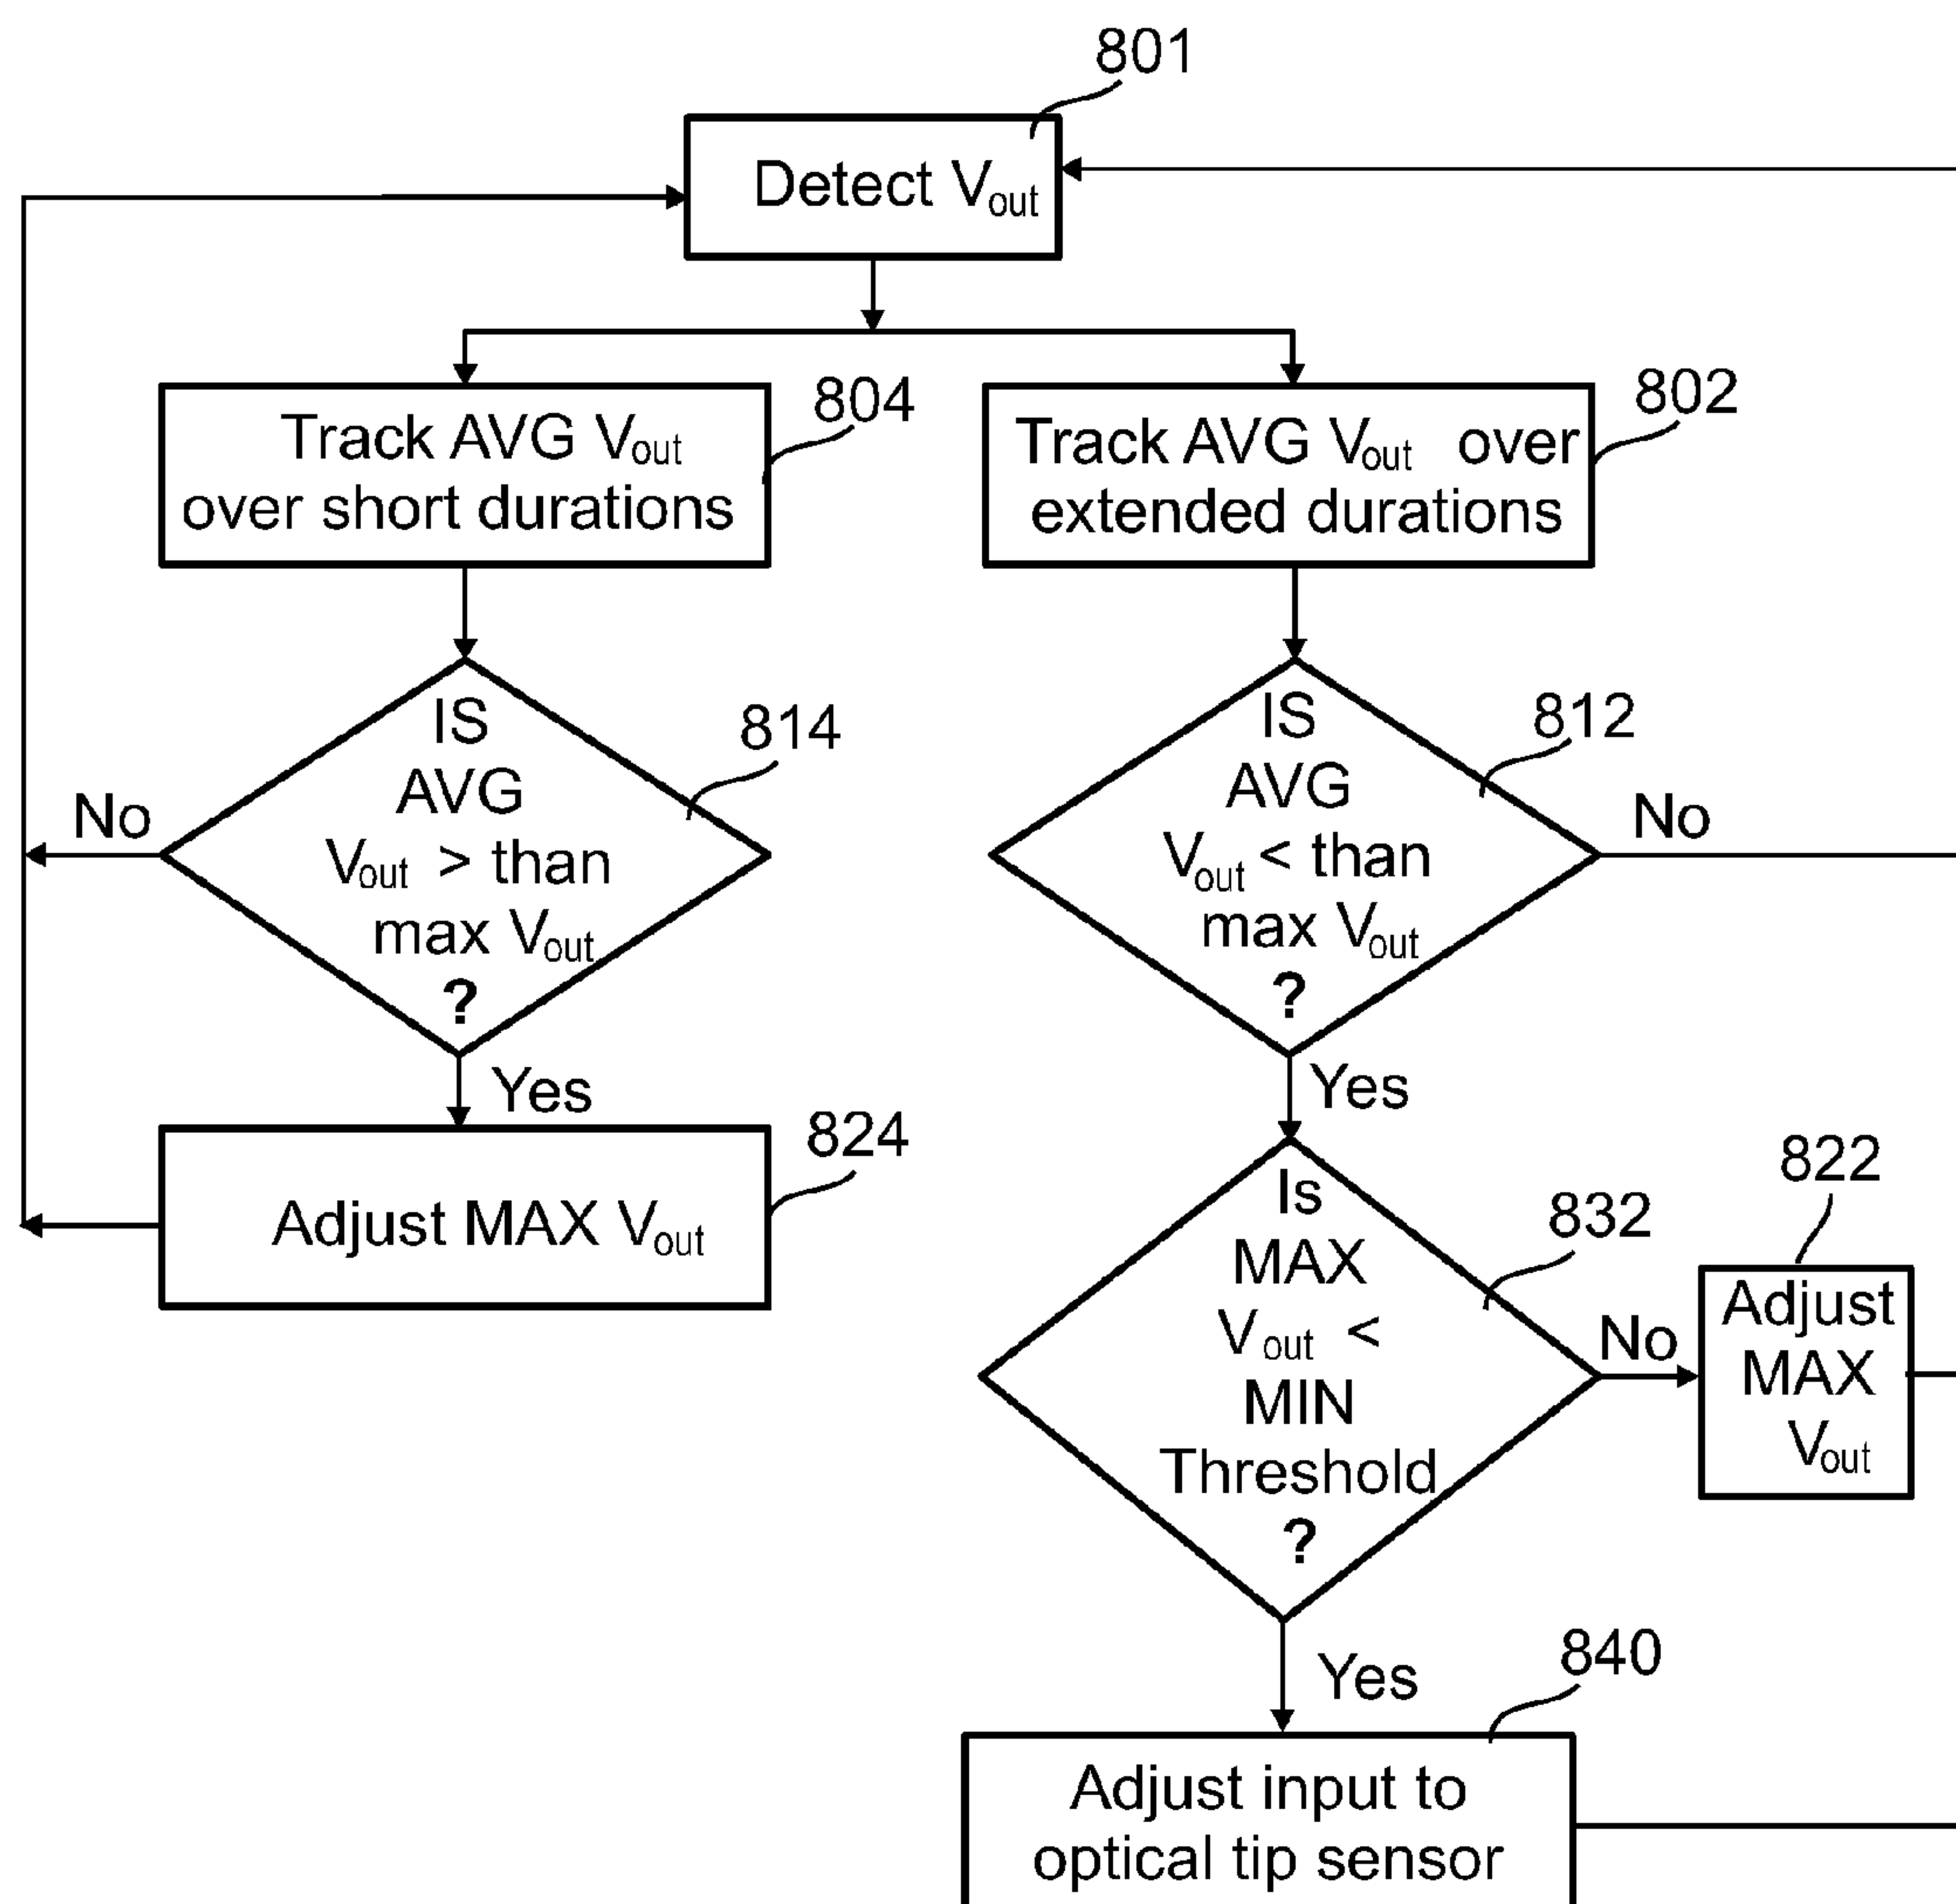 801
Detect Vout
804
Track AVG Vout
over short durations
802
Track AVG Vout over
extended durations
814
IS
AVG
Vout > than
max Vout
?
No
Yes
812
IS
AVG
Vout < than
max Vout
?
No
Yes
824
Adjust MAX Vout
832
Is
MAX
Vout <
MIN
Threshold
?
No
Yes
822
Adjust
MAX
Vout
840
Adjust input to
optical tip sensor